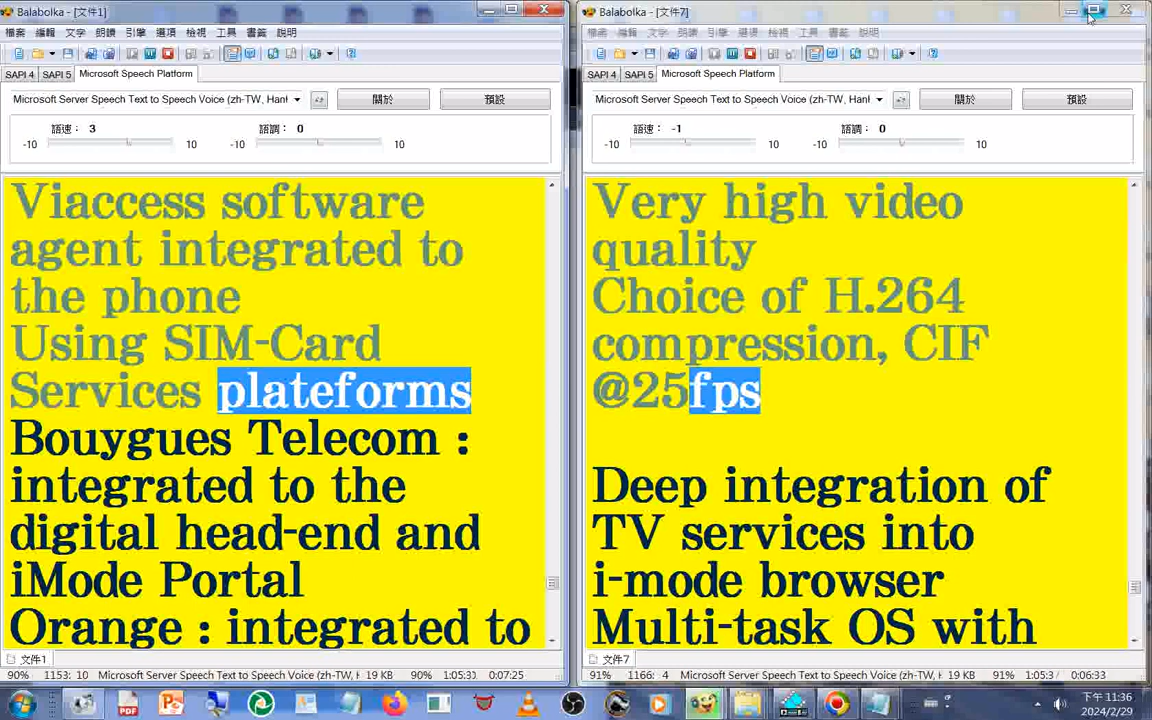 Balabolka - [文件1]
檔案 編輯 文字 朗讀 引擎 選項 檢視 工具 書籤 說明
SAPI 4 SAPI 5 Microsoft Speech Platform
Microsoft Server Speech Text to Speech Voice (zh-TW, Hanl
關於
預設
語速： 3
語調： 0
-10 10 -10 10
Viaccess software
agent integrated to
the phone
Using SIM-Card
Services plateforms
Bouygues Telecom :
integrated to the
digital head-end and
iMode Portal
Orange : integrated to
文件1
90% 1153: 10 Microsoft Server Speech Text to Speech Voice (zh-TW, H 19 KB 90% 1:05:3 0:07:25
Balabolka - [文件7]
檔案 編輯 文字 朗讀 引擎 選項 檢視 工具 書籤 說明
SAPI 4 SAPI 5 Microsoft Speech Platform
Microsoft Server Speech Text to Speech Voice (zh-TW, Hanl
關於
預設
語速： -1
語調： 0
-10 10 -10 10
Very high video
quality
Choice of H.264
compression, CIF
@25fps
Deep integration of
TV services into
i-mode browser
Multi-task OS with
文件7
91% 1166: 4 Microsoft Server Speech Text to Speech Voice (zh-TW, H 19 KB 91% 1:05:3 0:06:33
下午 11:36
2024/2/29